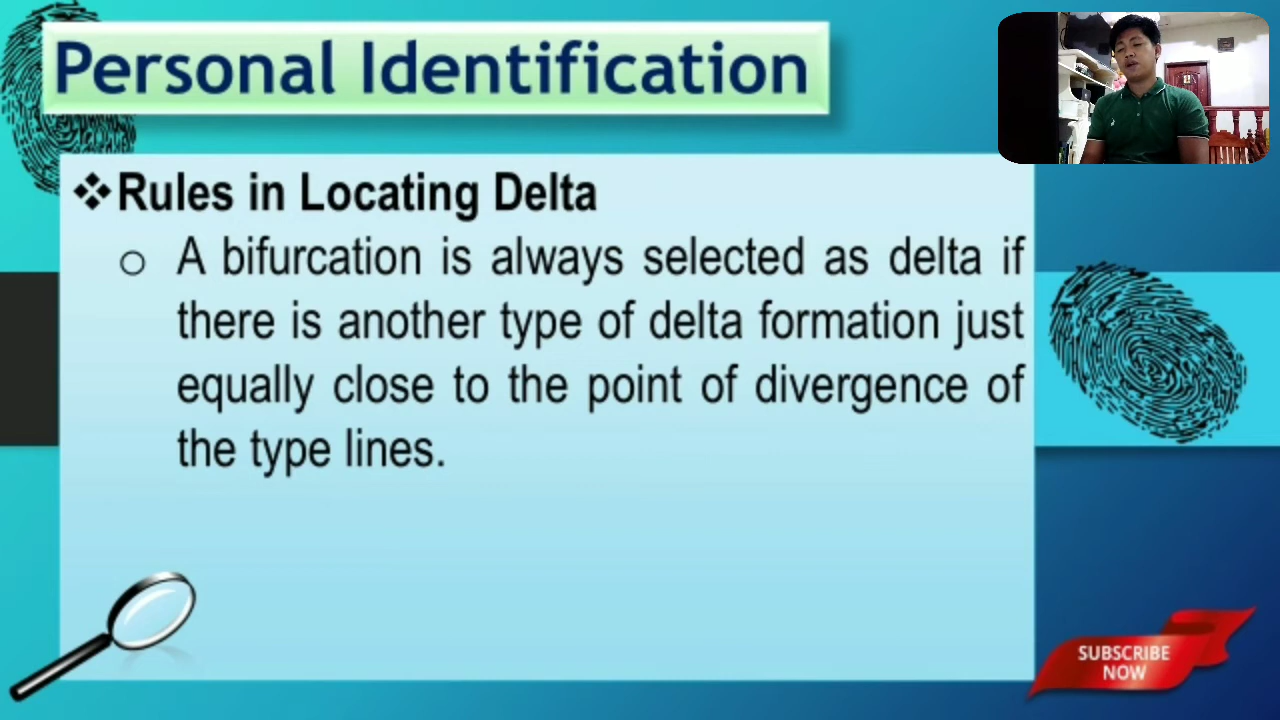 Personal Identification
❖Rules in Locating Delta
o A bifurcation is always selected as delta if
there is another type of delta formation just
equally close to the point of divergence of
the type lines.
SUBSCRIBE
NOW